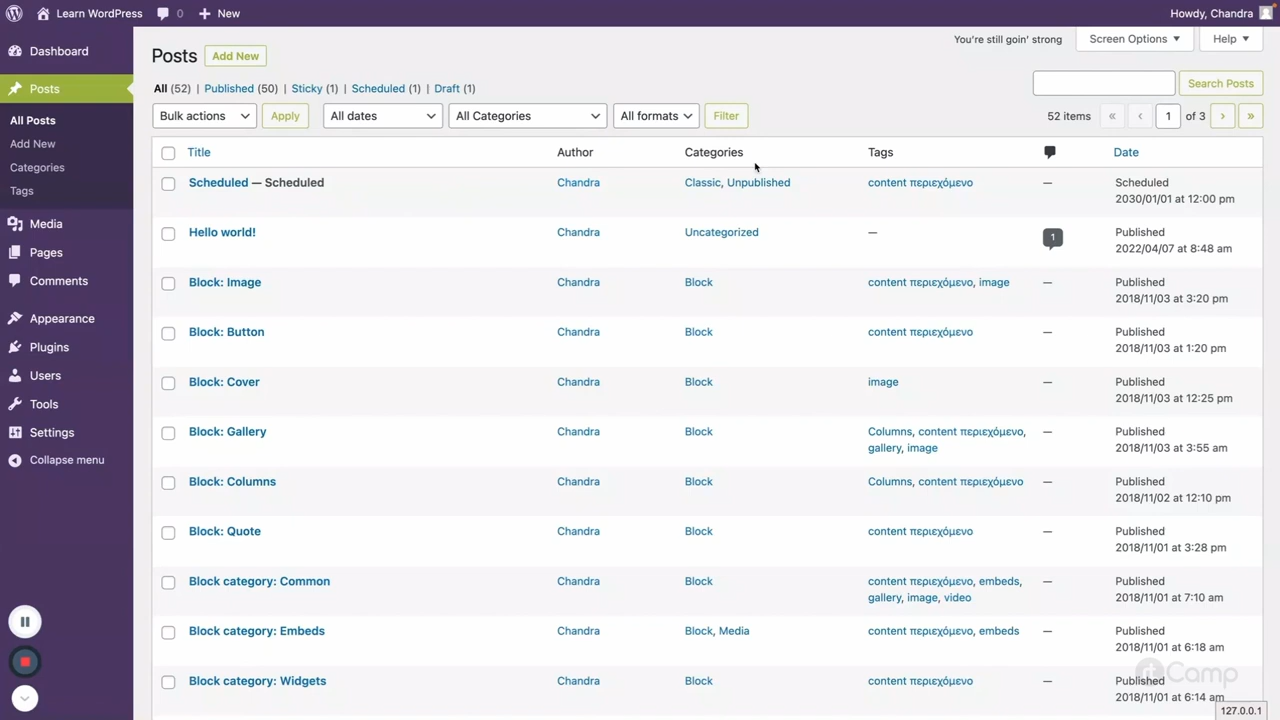 Learn WordPress 0 New Howdy, Chandra
You're still goin' strong Screen Options Help
Dashboard
Posts
All Posts
Add New
Categories
Tags
Media
Pages
Comments
Appearance
Plugins
Users
Tools
Settings
Collapse menu
Posts Add New
All (52) | Published (50) | Sticky (1) | Scheduled (1) | Draft (1)
Search Posts
Bulk actions Apply All dates All Categories All formats Filter 52 items « ‹ 1 of 3 › »
Title Author Categories Tags Date
Scheduled — Scheduled Chandra Classic, Unpublished content περιεχόμενο — Scheduled
2030/01/01 at 12:00 pm
Hello world! Chandra Uncategorized — 1 Published
2022/04/07 at 8:48 am
Block: Image Chandra Block content περιεχόμενο, image — Published
2018/11/03 at 3:20 pm
Block: Button Chandra Block content περιεχόμενο — Published
2018/11/03 at 1:20 pm
Block: Cover Chandra Block image — Published
2018/11/03 at 12:25 pm
Block: Gallery Chandra Block Columns, content περιεχόμενο, — Published
gallery, image 2018/11/03 at 3:55 am
Block: Columns Chandra Block Columns, content περιεχόμενο — Published
2018/11/02 at 12:10 pm
Block: Quote Chandra Block content περιεχόμενο — Published
2018/11/01 at 3:28 pm
Block category: Common Chandra Block content περιεχόμενο, embeds, — Published
gallery, image, video 2018/11/01 at 7:10 am
Block category: Embeds Chandra Block, Media content περιεχόμενο, embeds — Published
2018/11/01 at 6:18 am
Block category: Widgets Chandra Block content περιεχόμενο — Published
2018/11/01 at 6:14 am
rtCamp
127.0.0.1